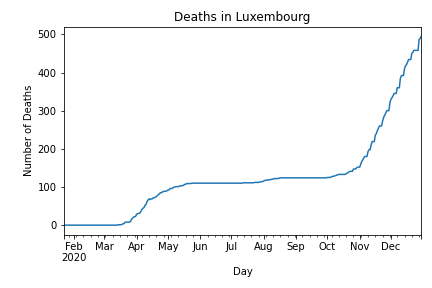 Deaths in Luxembourg
Number of Deaths
500
400
300
200
100
0
Feb Mar Apr May Jun Jul Aug Sep Oct Nov Dec
2020
Day